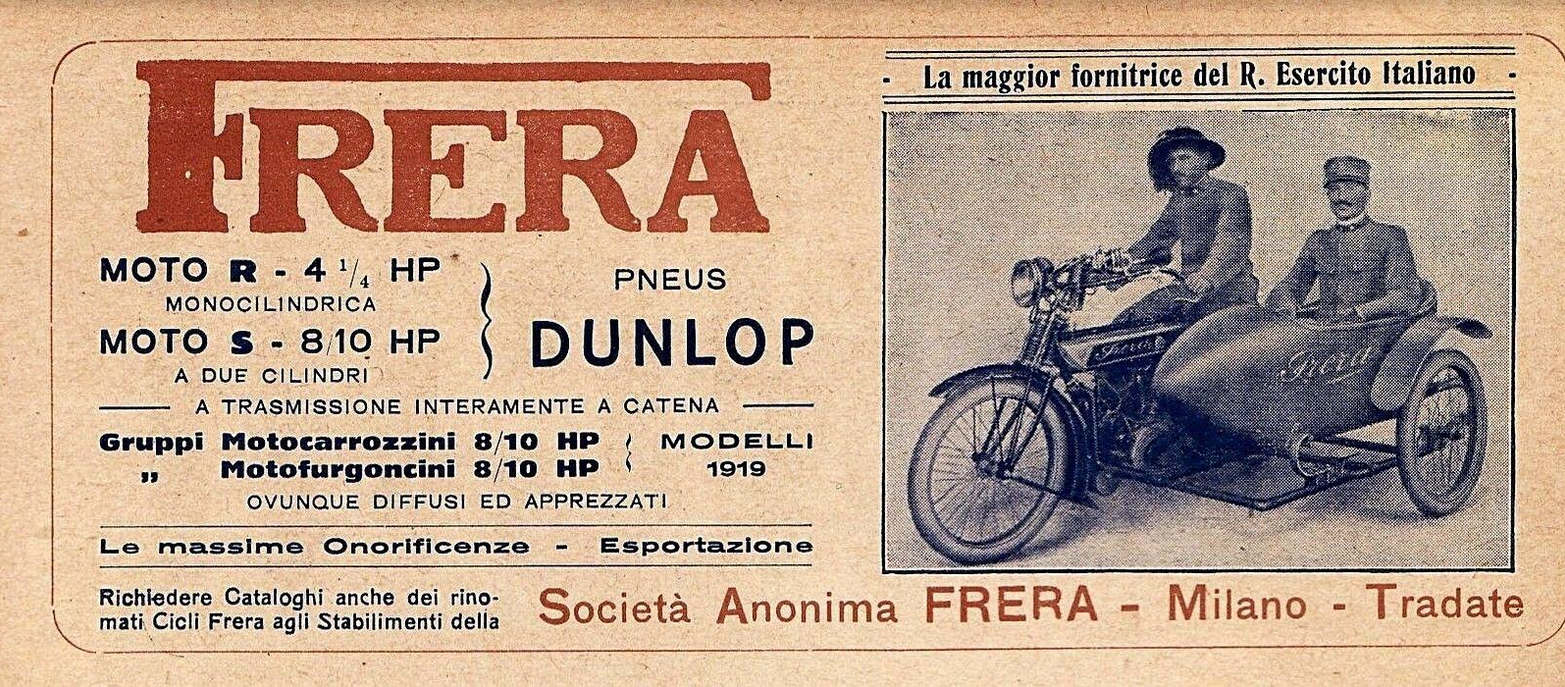 FRERA
MOTO R - 4 1/4 HP
MONOCILINDRICA
MOTO S - 8/10 HP
A DUE CILINDRI
PNEUS
DUNLOP
A TRASMISSIONE INTERAMENTE A CATENA
Gruppi Motocarrozzini 8/10 HP
„ Motofurgoncini 8/10 HP
MODELLI
1919
OVUNQUE DIFFUSI ED APPREZZATI
Le massime Onorificenze - Esportazione
Richiedere Cataloghi anche dei rino-
mati Cicli Frera agli Stabilimenti della
Società Anonima FRERA - Milano - Tradate
- La maggior fornitrice del R. Esercito Italiano -
Frera
Frera